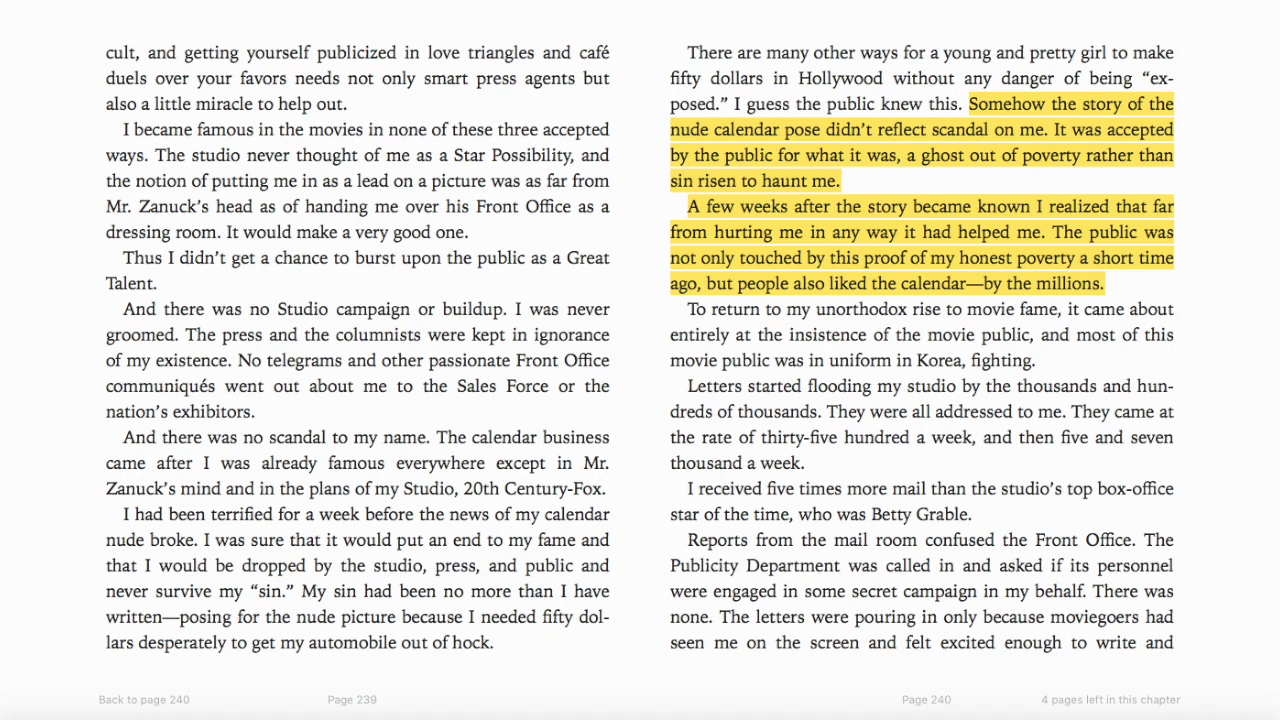 cult, and getting yourself publicized in love triangles and café
duels over your favors needs not only smart press agents but
also a little miracle to help out.
I became famous in the movies in none of these three accepted
ways. The studio never thought of me as a Star Possibility, and
the notion of putting me in as a lead on a picture was as far from
Mr. Zanuck’s head as of handing me over his Front Office as a
dressing room. It would make a very good one.
Thus I didn’t get a chance to burst upon the public as a Great
Talent.
And there was no Studio campaign or buildup. I was never
groomed. The press and the columnists were kept in ignorance
of my existence. No telegrams and other passionate Front Office
communiqués went out about me to the Sales Force or the
nation’s exhibitors.
And there was no scandal to my name. The calendar business
came after I was already famous everywhere except in Mr.
Zanuck’s mind and in the plans of my Studio, 20th Century-Fox.
I had been terrified for a week before the news of my calendar
nude broke. I was sure that it would put an end to my fame and
that I would be dropped by the studio, press, and public and
never survive my “sin.” My sin had been no more than I have
written—posing for the nude picture because I needed fifty dol-
lars desperately to get my automobile out of hock.
There are many other ways for a young and pretty girl to make
fifty dollars in Hollywood without any danger of being “ex-
posed.” I guess the public knew this. Somehow the story of the
nude calendar pose didn’t reflect scandal on me. It was accepted
by the public for what it was, a ghost out of poverty rather than
sin risen to haunt me.
A few weeks after the story became known I realized that far
from hurting me in any way it had helped me. The public was
not only touched by this proof of my honest poverty a short time
ago, but people also liked the calendar—by the millions.
To return to my unorthodox rise to movie fame, it came about
entirely at the insistence of the movie public, and most of this
movie public was in uniform in Korea, fighting.
Letters started flooding my studio by the thousands and hun-
dreds of thousands. They were all addressed to me. They came at
the rate of thirty-five hundred a week, and then five and seven
thousand a week.
I received five times more mail than the studio’s top box-office
star of the time, who was Betty Grable.
Reports from the mail room confused the Front Office. The
Publicity Department was called in and asked if its personnel
were engaged in some secret campaign in my behalf. There was
none. The letters were pouring in only because moviegoers had
seen me on the screen and felt excited enough to write and
Back to page 240
Page 239
Page 240
4 pages left in this chapter